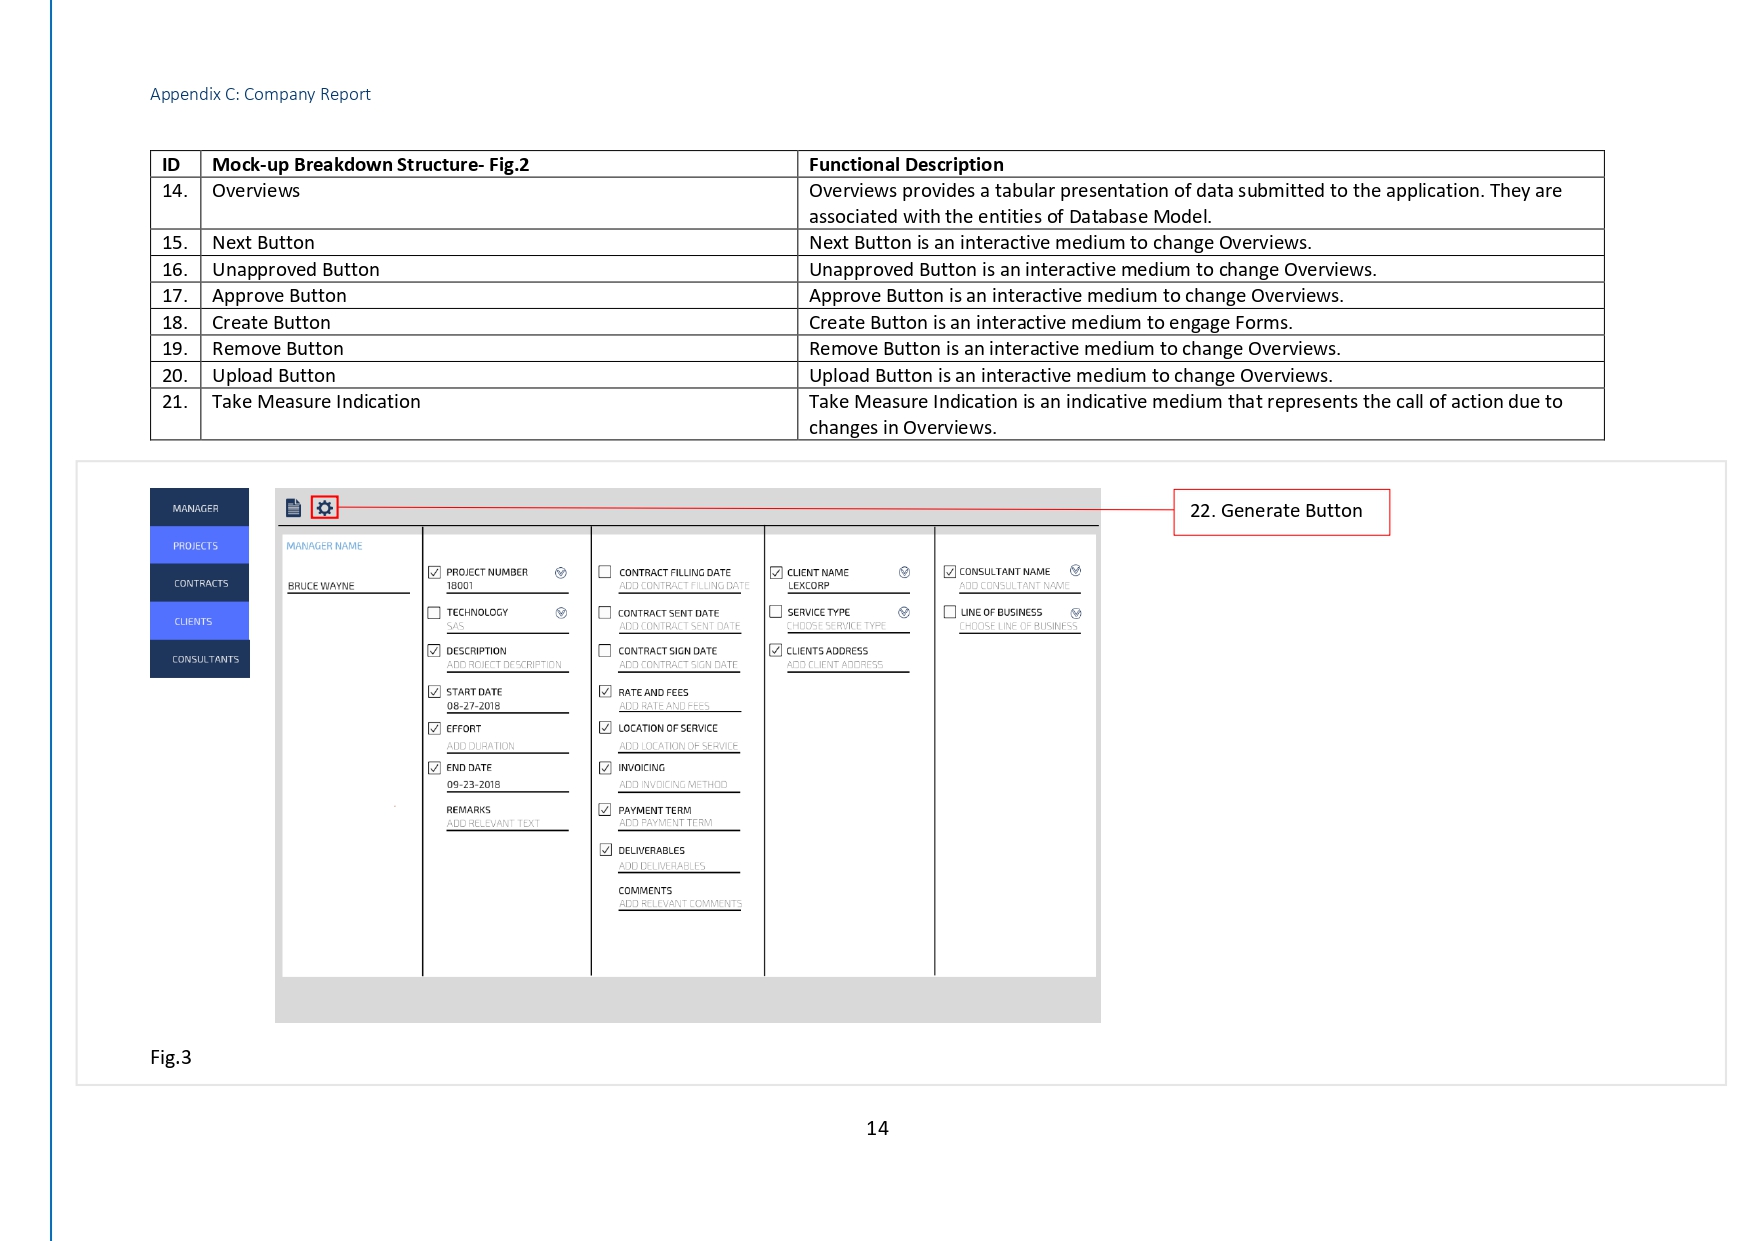 Appendix C: Company Report
ID Mock-up Breakdown Structure- Fig.2 Functional Description
14. Overviews Overviews provides a tabular presentation of data submitted to the application. They are
associated with the entities of Database Model.
15. Next Button Next Button is an interactive medium to change Overviews.
16. Unapproved Button Unapproved Button is an interactive medium to change Overviews.
17. Approve Button Approve Button is an interactive medium to change Overviews.
18. Create Button Create Button is an interactive medium to engage Forms.
19. Remove Button Remove Button is an interactive medium to change Overviews.
20. Upload Button Upload Button is an interactive medium to change Overviews.
21. Take Measure Indication Take Measure Indication is an indicative medium that represents the call of action due to
changes in Overviews.
MANAGER
PROJECTS
CONTRACTS
CLIENTS
CONSULTANTS
22. Generate Button
MANAGER NAME
BRUCE WAYNE
PROJECT NUMBER
18001
TECHNOLOGY
SAS
DESCRIPTION
ADD ROJECT DESCRIPTION
START DATE
08-27-2018
EFFORT
ADD DURATION
END DATE
09-23-2018
REMARKS
ADD RELEVANT TEXT
CONTRACT FILLING DATE
ADD CONTRACT FILLING DATE
CONTRACT SENT DATE
ADD CONTRACT SENT DATE
CONTRACT SIGN DATE
ADD CONTRACT SIGN DATE
RATE AND FEES
ADD RATE AND FEES
LOCATION OF SERVICE
ADD LOCATION OF SERVICE
INVOICING
ADD INVOICING METHOD
PAYMENT TERM
ADD PAYMENT TERM
DELIVERABLES
ADD DELIVERABLES
COMMENTS
ADD RELEVANT COMMENTS
CLIENT NAME
LEXCORP
SERVICE TYPE
CHOOSE SERVICE TYPE
CLIENTS ADDRESS
ADD CLIENT ADDRESS
CONSULTANT NAME
ADD CONSULTANT NAME
LINE OF BUSINESS
CHOOSE LINE OF BUSINESS
Fig.3
14